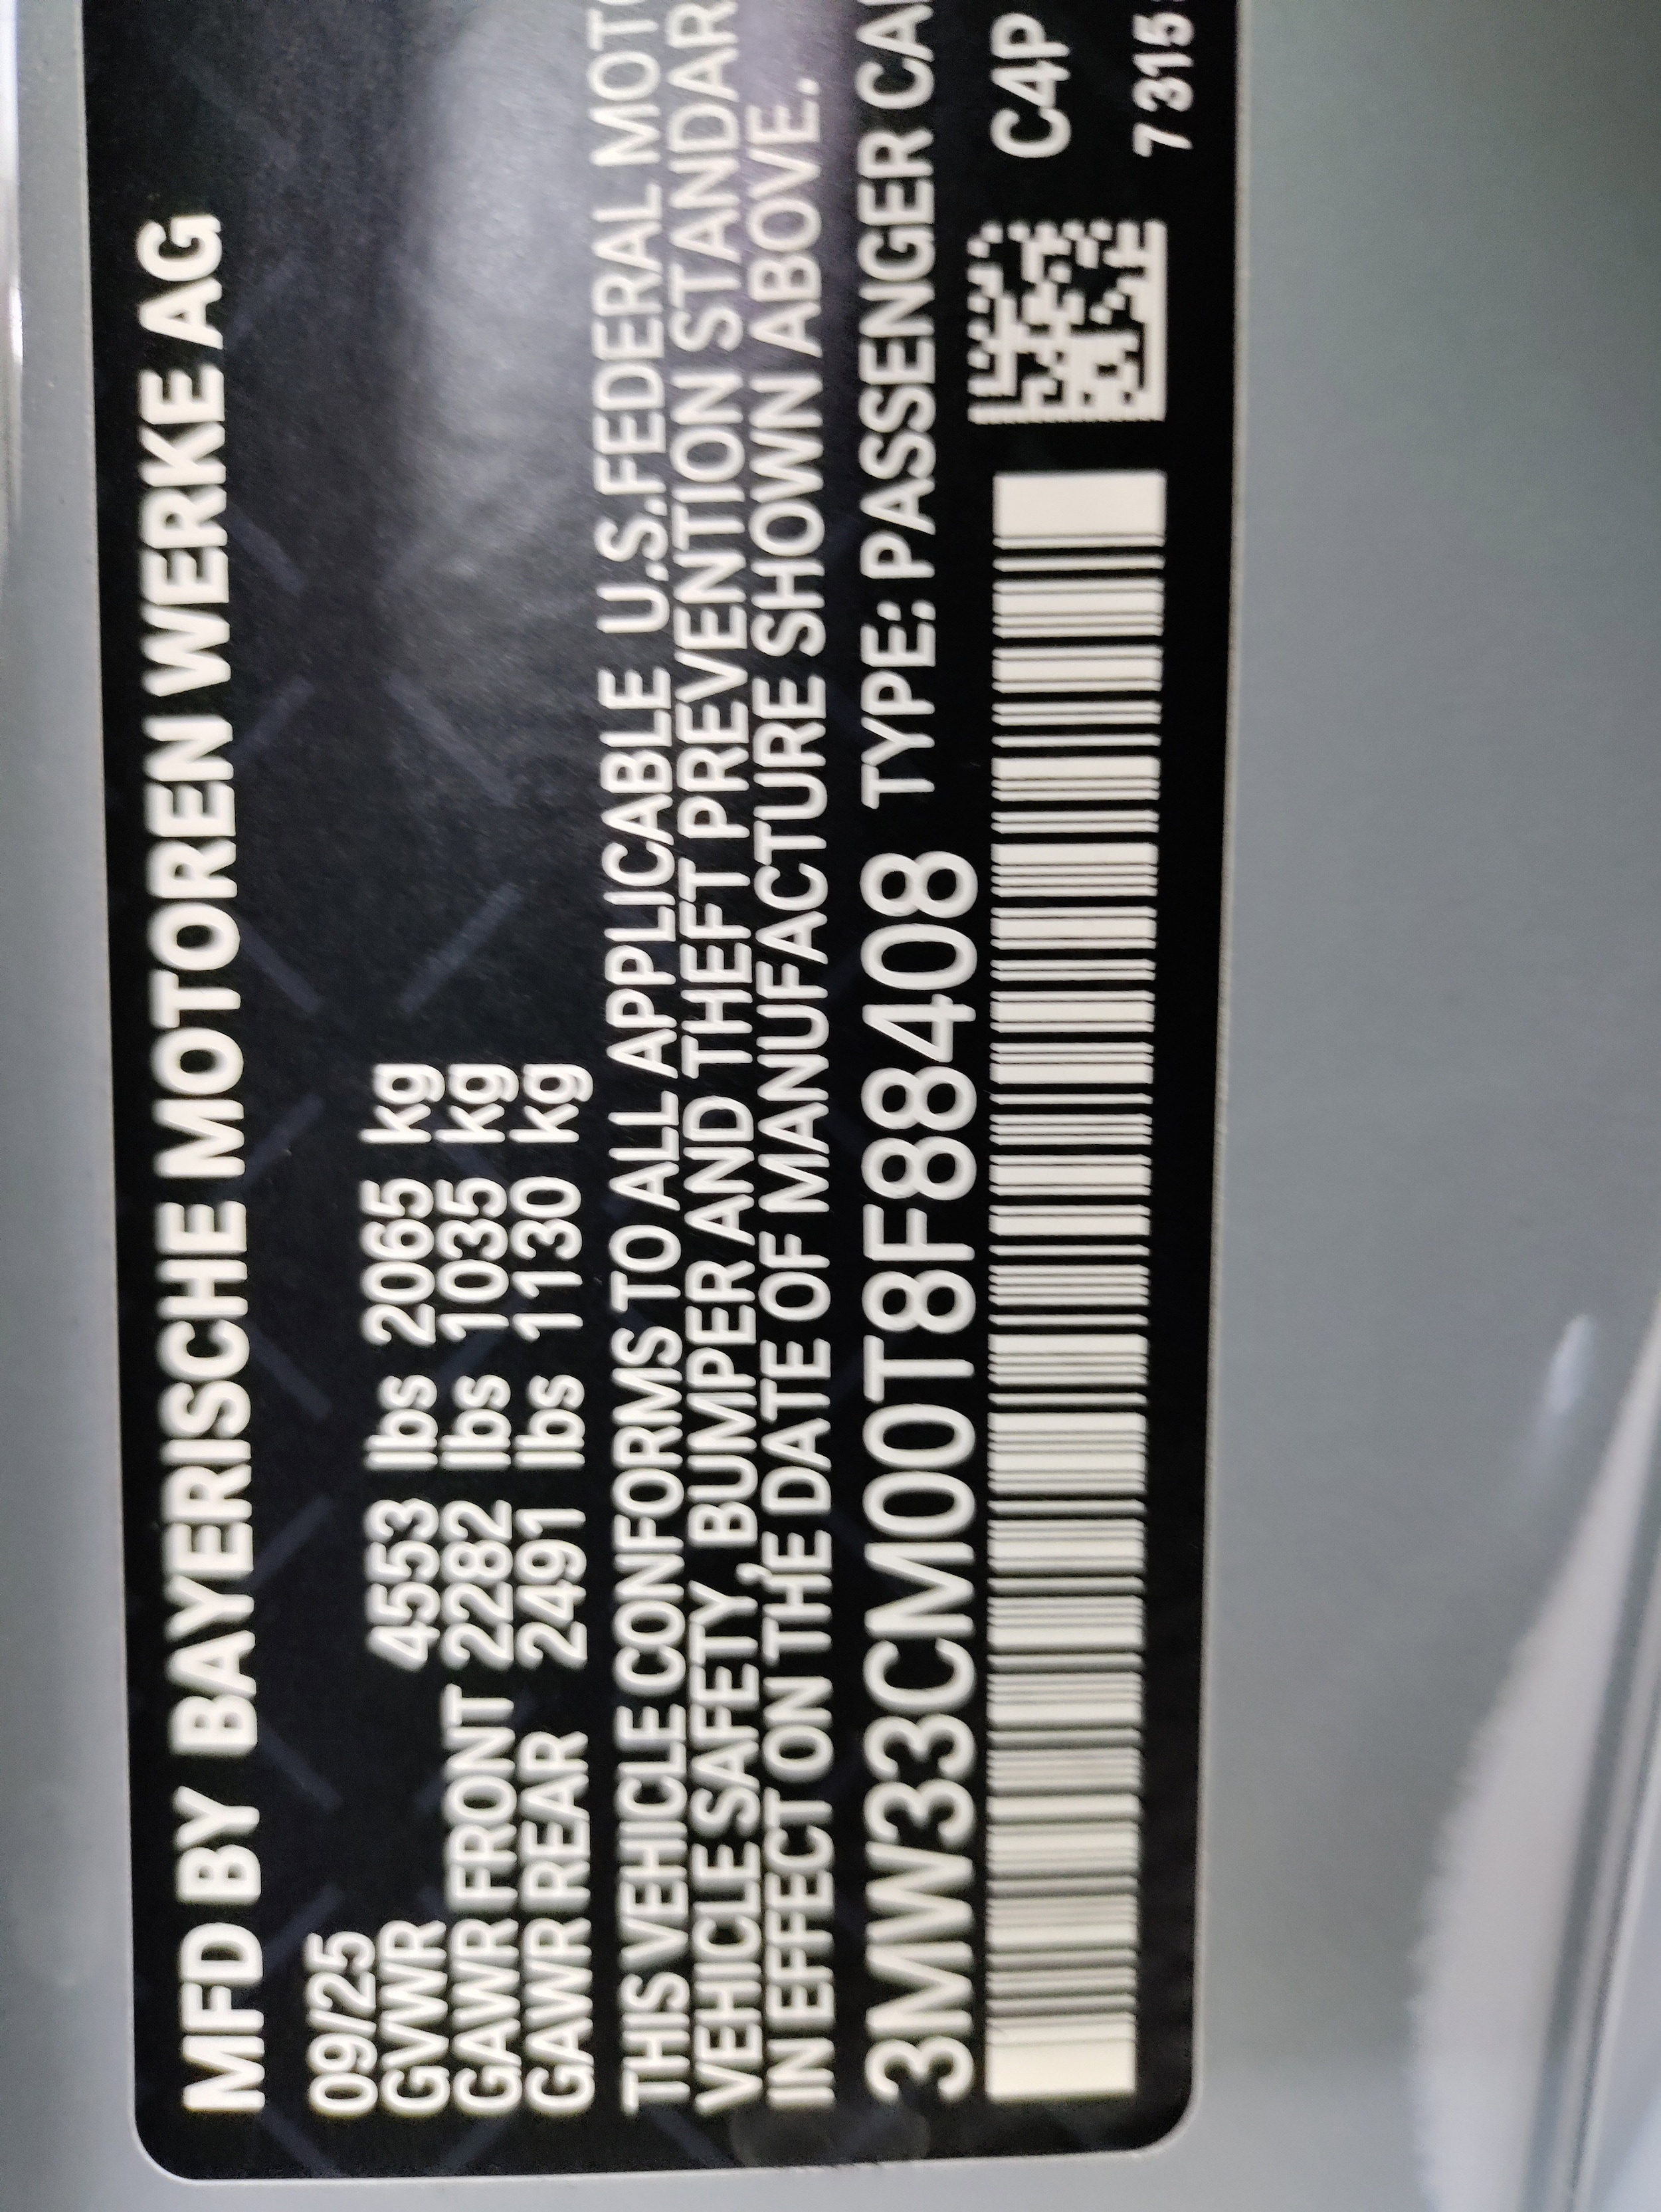 MFD BY BAYERISCHE MOTOREN WERKE AG
09/25
GVWR 4553 lbs 2065 kg
GAWR FRONT 2282 lbs 1035 kg
GAWR REAR 2491 lbs 1130 kg
THIS VEHICLE CONFORMS TO ALL APPLICABLE U.S.FEDERAL MOTO
VEHICLE SAFETY, BUMPER AND THEFT PREVENTION STANDAR
IN EFFECT ON THE DATE OF MANUFACTURE SHOWN ABOVE.
3MW33CM00T8F88408 TYPE: PASSENGER CA
C4P
7315